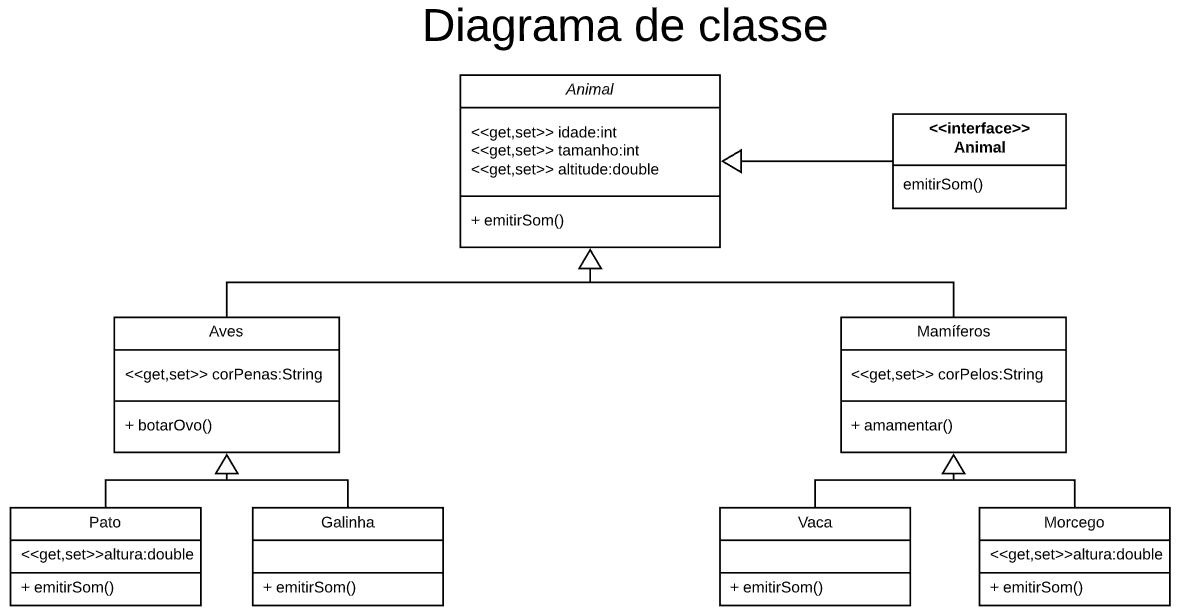 Diagrama de classe
Animal
<<get,set>> idade:int
<<get,set>> tamanho:int
<<get,set>> altitude:double
+ emitirSom()
<<interface>>
Animal
emitirSom()
Aves
<<get,set>> corPenas:String
+ botarOvo()
Mamíferos
<<get,set>> corPelos:String
+ amamentar()
Pato
<<get,set>>altura:double
+ emitirSom()
Galinha
+ emitirSom()
Vaca
+ emitirSom()
Morcego
<<get,set>>altura:double
+ emitirSom()